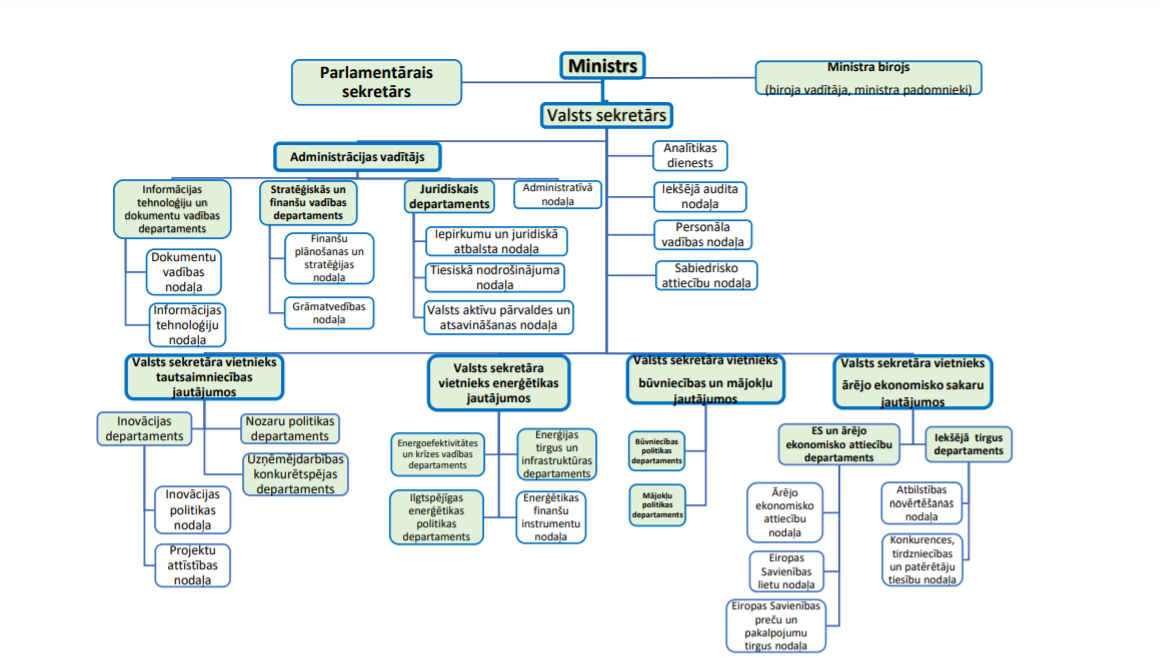 Ministrs
Parlamentārais
sekretārs
Ministra birojs
(biroja vadītāja, ministra padomnieki)
Valsts sekretārs
Administrācijas vadītājs
Analītikas
dienests
Iekšējā audita
nodaļa
Personāla
vadības nodaļa
Sabiedrisko
attiecību nodaļa
Informācijas
tehnoloģiju un
dokumentu vadības
departaments
Dokumentu
vadības
nodaļa
Informācijas
tehnoloģiju
nodaļa
Stratēģiskās un
finanšu vadības
departaments
Finanšu
plānošanas un
stratēģijas
nodaļa
Grāmatvedības
nodaļa
Juridiskais
departaments
Iepirkumu un juridiskā
atbalsta nodaļa
Tiesiskā nodrošinājuma
nodaļa
Valsts aktīvu pārvaldes un
atsavināšanas nodaļa
Administratīvā
nodaļa
Valsts sekretāra vietnieks
tautsaimniecības
jautājumos
Inovācijas
departaments
Nozaru politikas
departaments
Uzņēmējdarbības
konkurētspējas
departaments
Inovācijas
politikas
nodaļa
Projektu
attīstības
nodaļa
Valsts sekretāra
vietnieks enerģētikas
jautājumos
Energoefektivitātes
un krīzes vadības
departaments
Enerģijas
tirgus un
infrastruktūras
departaments
Ilgtspējīgas
enerģētikas
politikas
departaments
Enerģētikas
finanšu
instrumentu
nodaļa
Valsts sekretāra vietnieks
būvniecības un mājokļu
jautājumos
Būvniecības
politikas
departaments
Mājokļu
politikas
departaments
Valsts sekretāra vietnieks
ārējo ekonomisko sakaru
jautājumos
ES un ārējo
ekonomisko attiecību
departaments
Iekšējā tirgus
departaments
Ārējo
ekonomisko
attiecību
nodaļa
Eiropas
Savienības
lietu nodaļa
Eiropas Savienības
preču un
pakalpojumu
tirgus nodaļa
Atbilstības
novērtēšanas
nodaļa
Konkurences,
tirdzniecības
un patērētāju
tiesību nodaļa